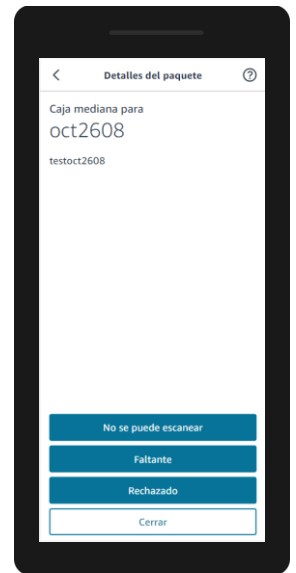 Detalles del paquete
Caja mediana para
oct2608
testoct2608
No se puede escanear
Faltante
Rechazado
Cerrar